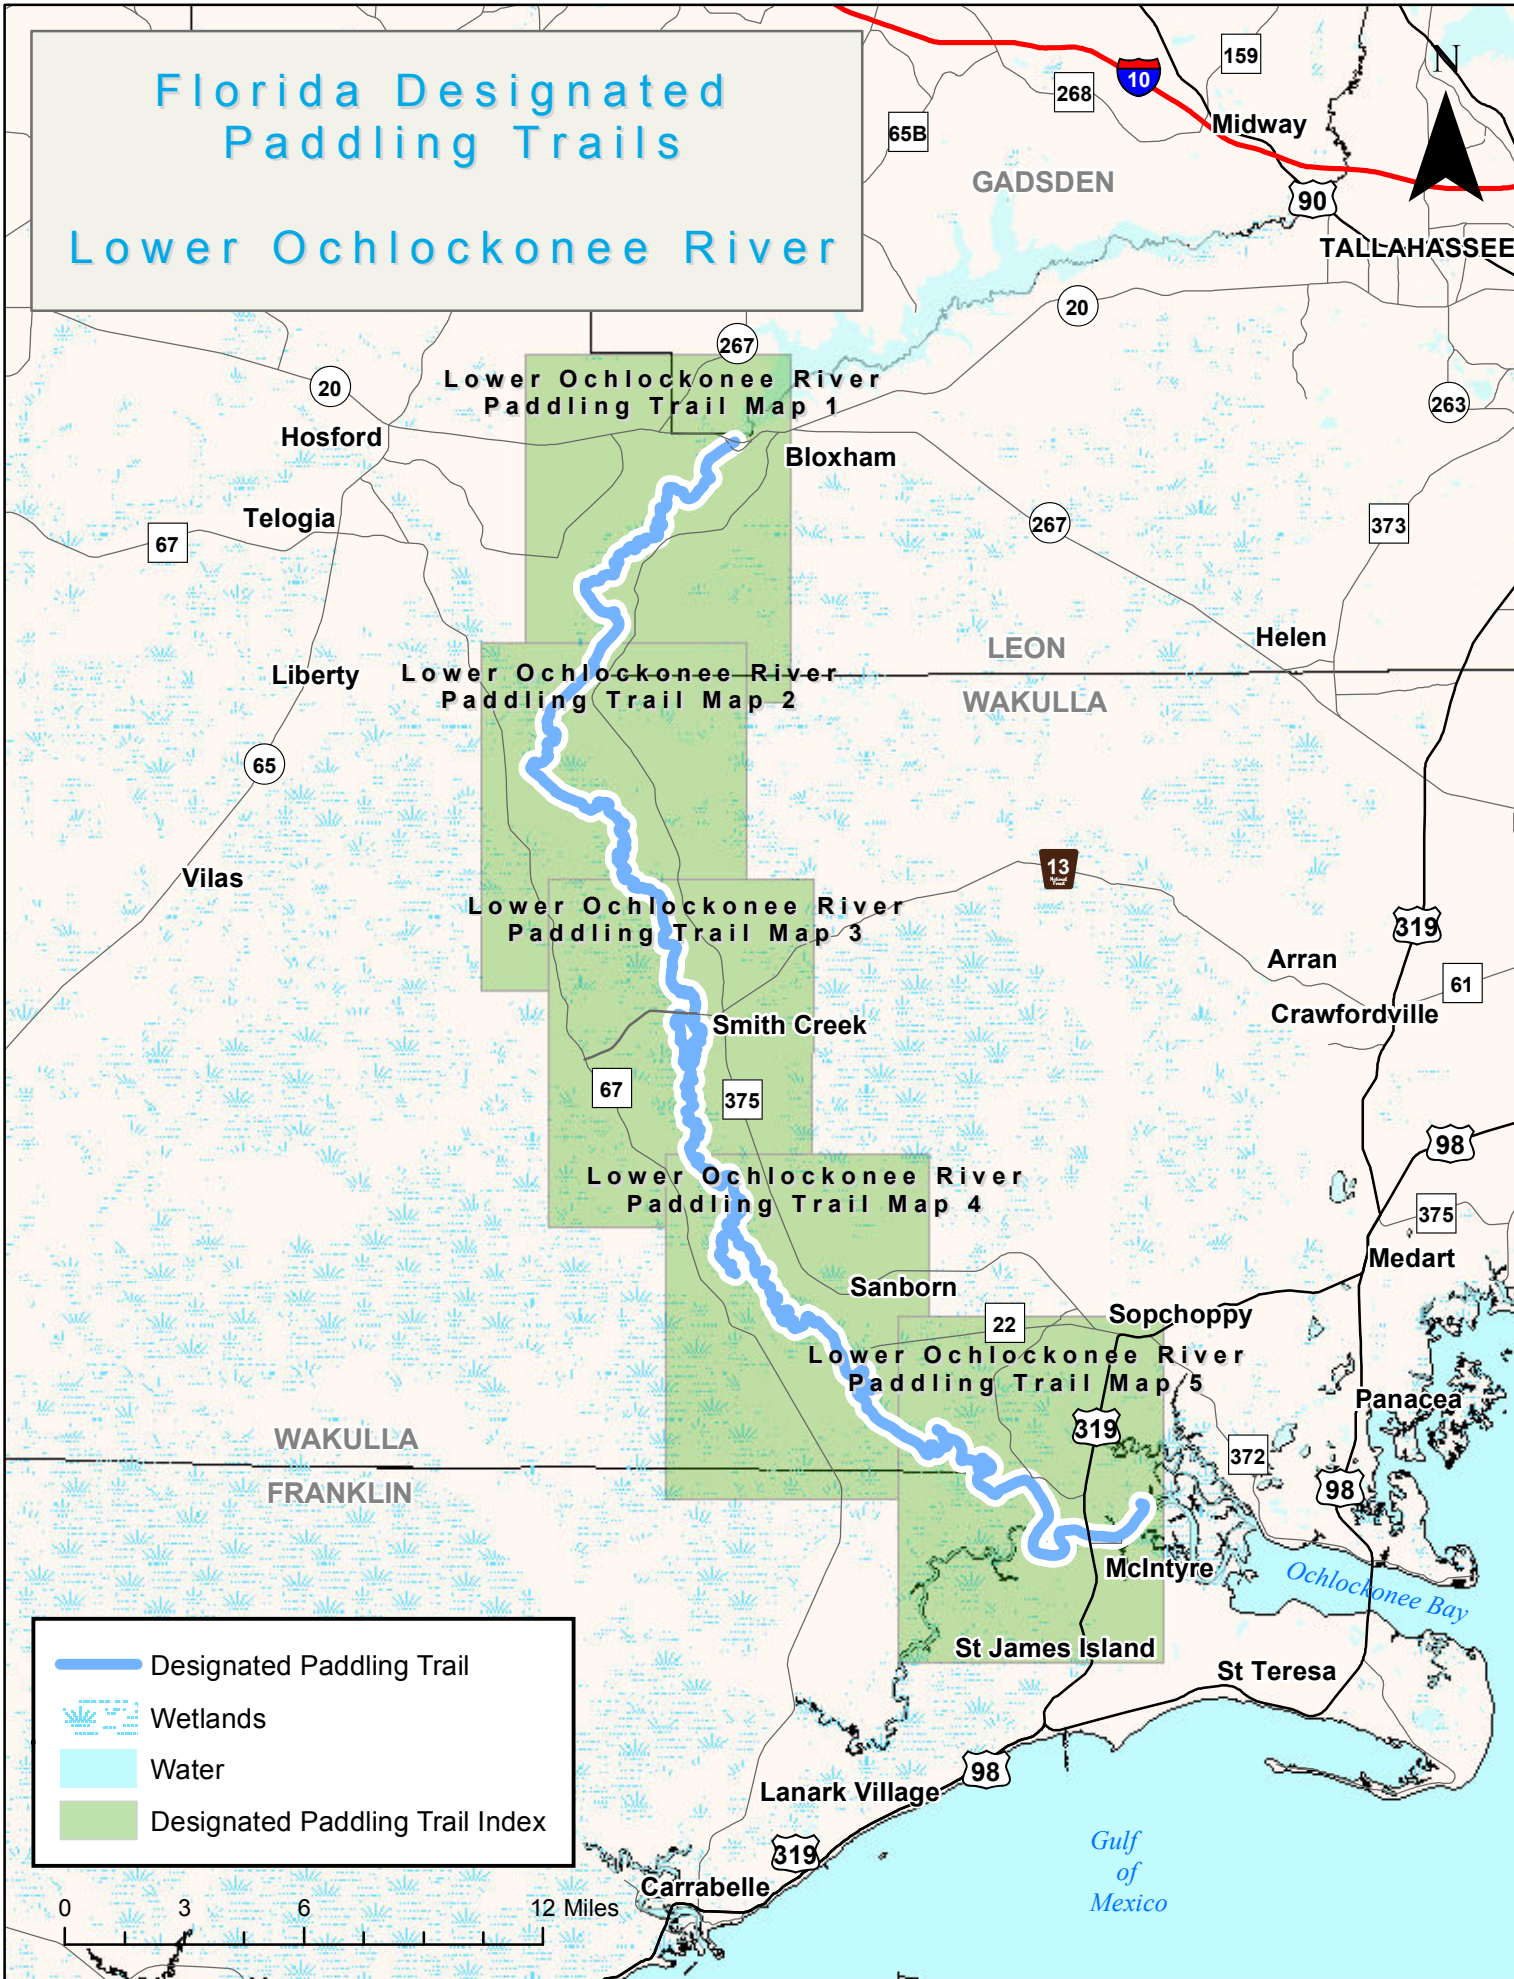 Florida Designated
Paddling Trails
Lower Ochlockonee River
N
159
10
268
65B
Midway
GADSDEN
90
TALLAHASSEE
20
267
Lower Ochlockonee River
Paddling Trail Map 1
20
263
Hosford
Bloxham
Telogia
67
267
373
LEON
Helen
Liberty
Lower Ochlockonee River
Paddling Trail Map 2
WAKULLA
65
Vilas
13
National
Forest
Lower Ochlockonee River
Paddling Trail Map 3
319
Arran
61
Crawfordville
Smith Creek
67
375
98
Lower Ochlockonee River
Paddling Trail Map 4
375
Medart
Sanborn
Sopchoppy
22
Lower Ochlockonee River
Paddling Trail Map 5
Panacea
319
WAKULLA
372
98
FRANKLIN
McIntyre
Ochlockonee Bay
St James Island
St Teresa
Designated Paddling Trail
Wetlands
Water
Designated Paddling Trail Index
98
Lanark Village
319
Gulf
of
Mexico
Carrabelle
0 3 6 12 Miles